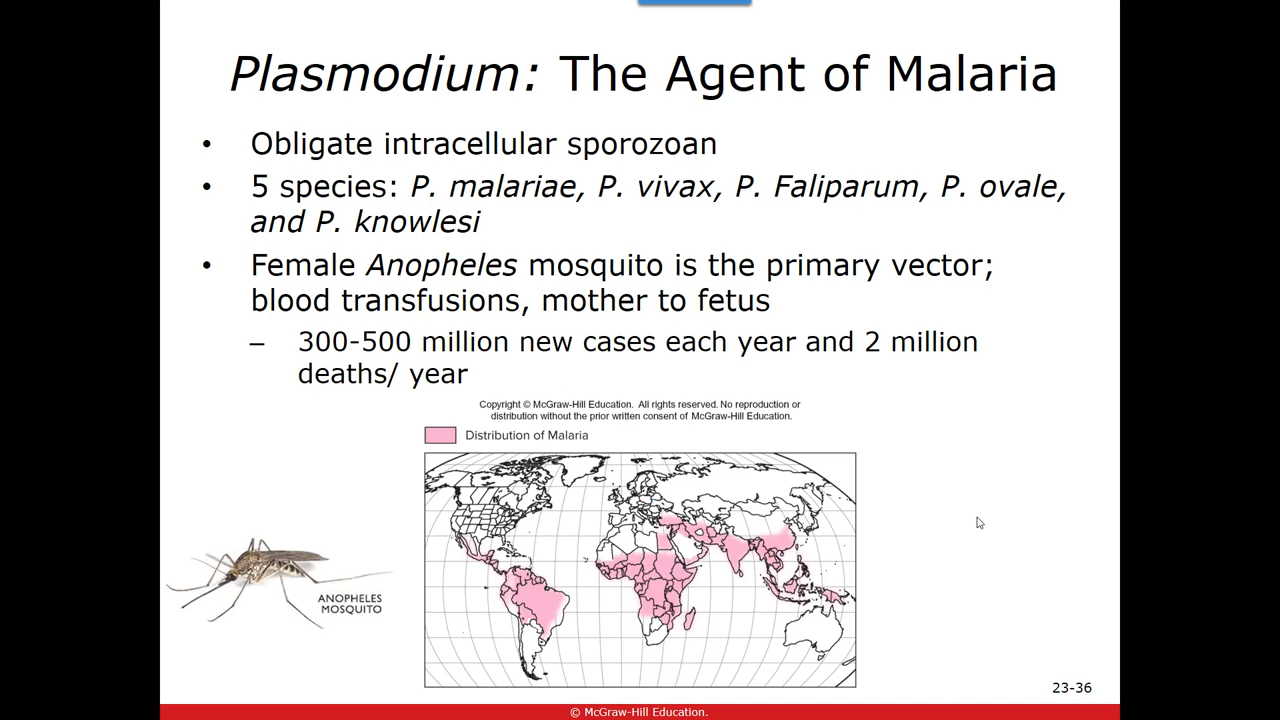 Plasmodium: The Agent of Malaria
• Obligate intracellular sporozoan
• 5 species: P. malariae, P. vivax, P. Faliparum, P. ovale,
and P. knowlesi
• Female Anopheles mosquito is the primary vector;
blood transfusions, mother to fetus
– 300-500 million new cases each year and 2 million
deaths/ year
Copyright © McGraw-Hill Education. All rights reserved. No reproduction or
distribution without the prior written consent of McGraw-Hill Education.
Distribution of Malaria
ANOPHELES
MOSQUITO
23-36
© McGraw-Hill Education.